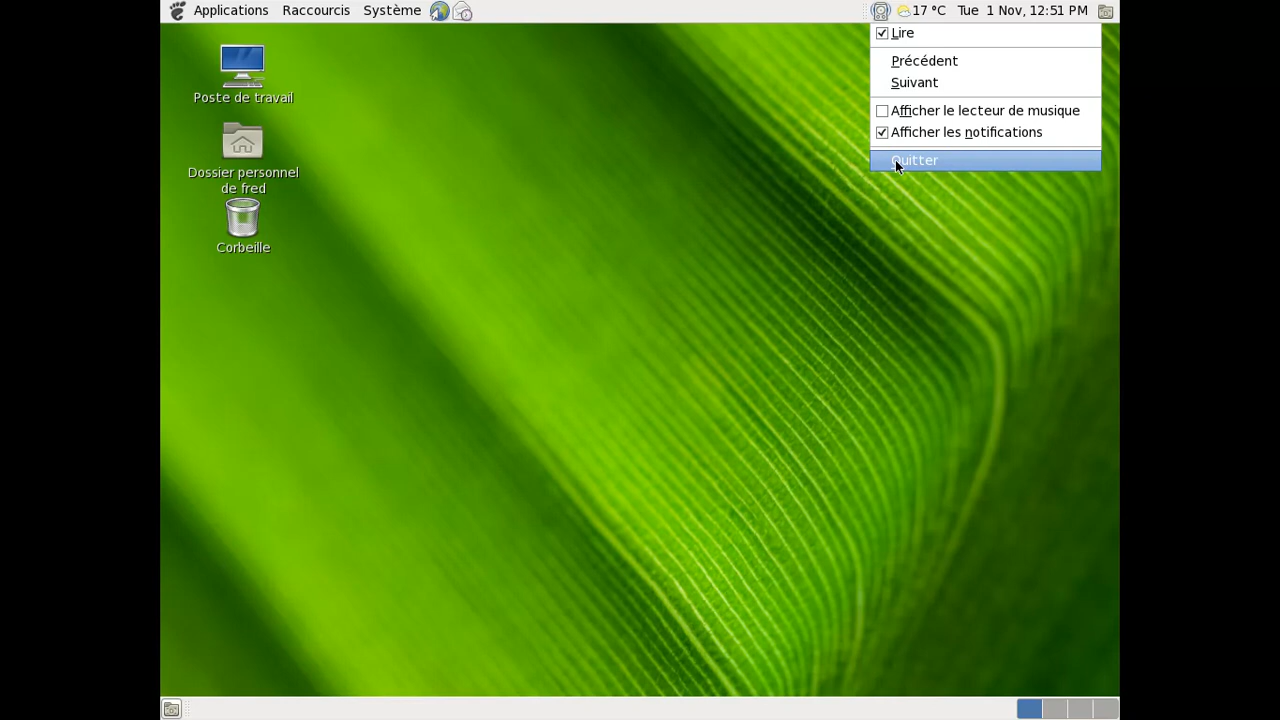 Applications Raccourcis Système 17 °C Tue 1 Nov, 12:51 PM
Lire
Précédent
Suivant
Afficher le lecteur de musique
Afficher les notifications
Quitter
Poste de travail
Dossier personnel
de fred
Corbeille